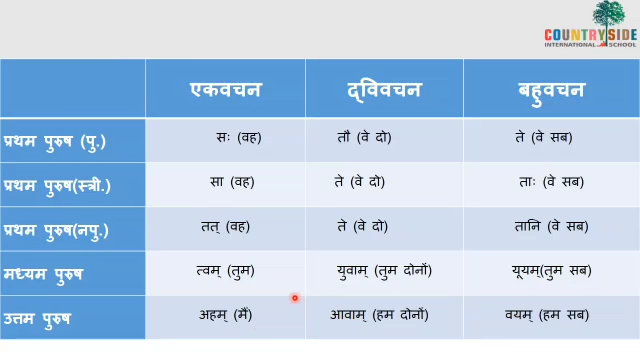 COUNTRYSIDE
INTERNATIONAL SCHOOL
एकवचन द्विवचन बहुवचन
प्रथम पुरुष (पु.) सः (वह) तौ (वे दो) ते (वे सब)
प्रथम पुरुष(स्त्री.) सा (वह) ते (वे दो) ताः (वे सब)
प्रथम पुरुष(नपु.) तत् (वह) ते (वे दो) तानि (वे सब)
मध्यम पुरुष त्वम् (तुम) युवाम् (तुम दोनों) यूयम्(तुम सब)
उत्तम पुरुष अहम् (मैं) आवाम् (हम दोनों) वयम् (हम सब)